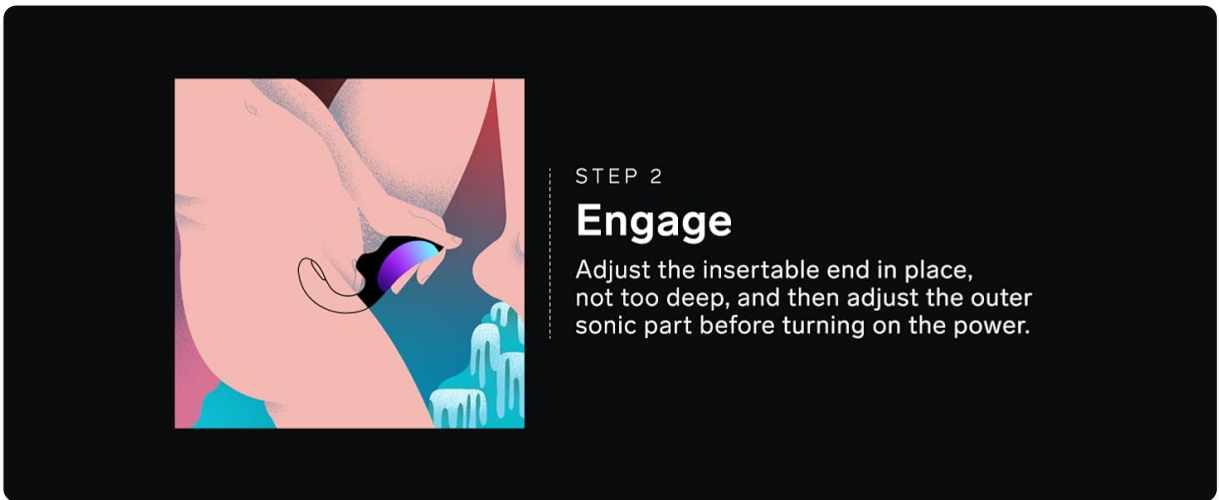 STEP 2
Engage
Adjust the insertable end in place,
not too deep, and then adjust the outer
sonic part before turning on the power.